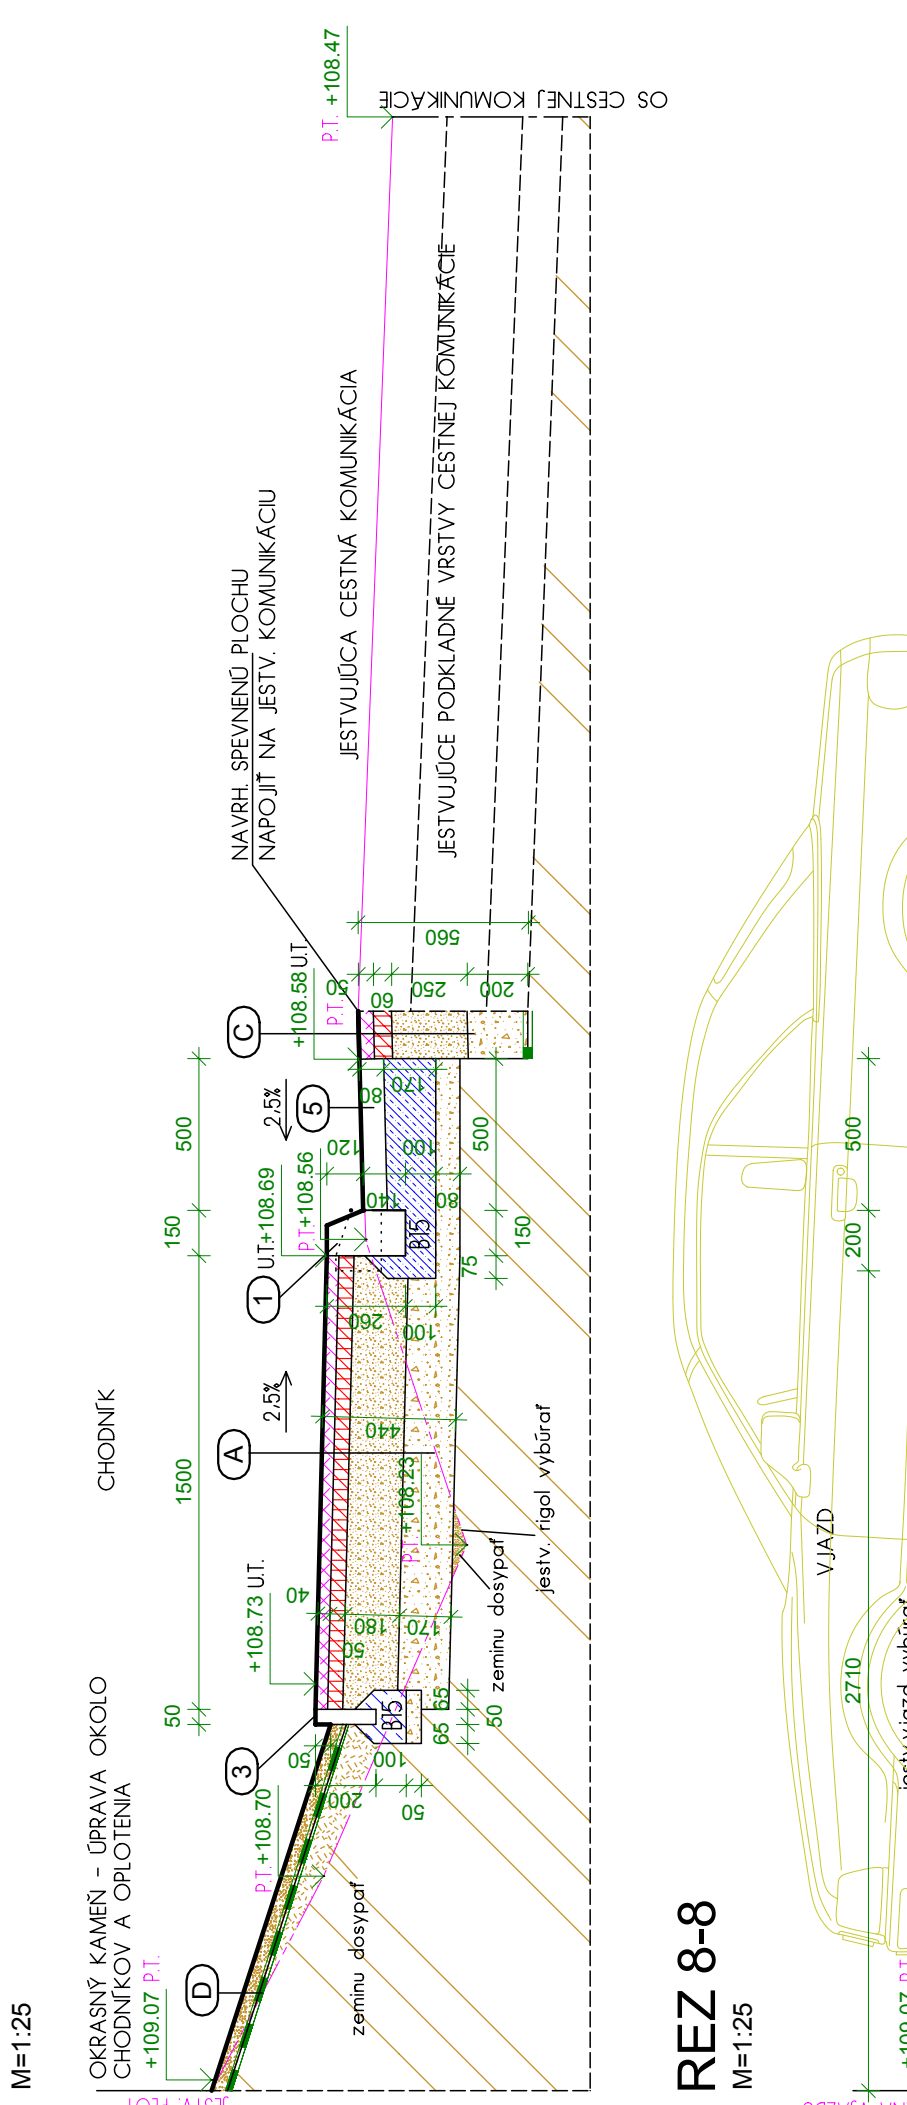 M=1:25
OKRASNÝ KAMEŇ - ÚPRAVA OKOLO
CHODNÍKOV A OPLOTENIA
CHODNÍK
NAVRH. SPEVNENÚ PLOCHU
NAPOJIŤ NA JESTV. KOMUNIKÁCIU
JESTVUJÚCA CESTNÁ KOMUNIKÁCIA
JESTVUJÚCE PODKLADNÉ VRSTVY CESTNEJ KOMUNIKÁCIE
OS CESTNEJ KOMUNIKÁCIE
+109.07 P.T.
P.T. +108.70
+108.73 U.T.
P.T. +108.23
U.T. +108.69
P.T. +108.56
+108.58 U.T.
P.T.
P.T. +108.47
50
1500
150
500
2,5%
2,5%
D
3
A
1
5
C
50
200
100
50
65
65
50
40
50
180
170
440
260
100
75
150
500
120
140
100
80
80
170
50
60
250
200
560
B15
B15
zeminu dosypať
zeminu dosypať
jestv. rigol vybúrať
REZ 8-8
M=1:25
VJAZD
2710
200
500